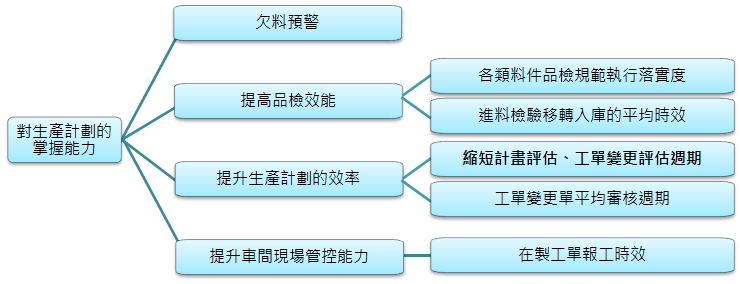 對生產計劃的
掌握能力
欠料預警
提高品檢效能
各類料件品檢規範執行落實度
進料檢驗移轉入庫的平均時效
提升生產計劃的效率
縮短計畫評估、工單變更評估週期
工單變更單平均審核週期
提升車間現場管控能力
在製工單報工時效